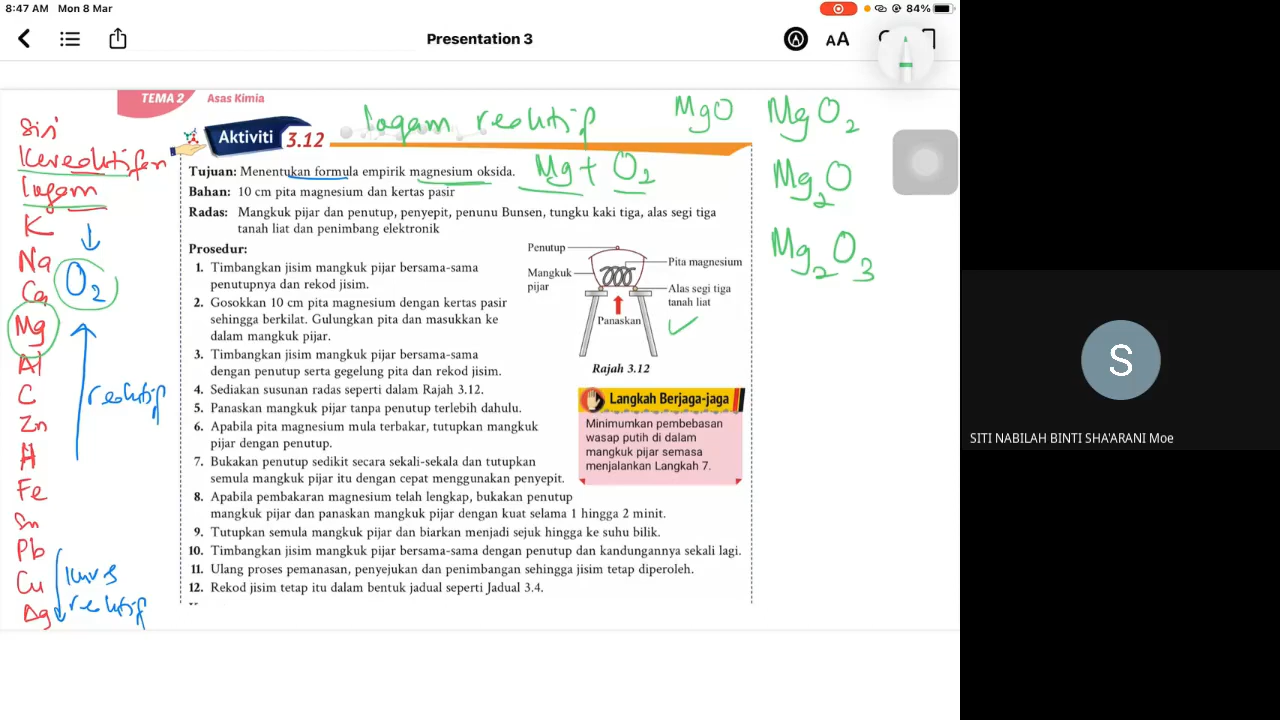 8:47 AM Mon 8 Mar
84%
Presentation 3
AA
TEMA 2 Asas Kimia
Aktiviti 3.12
logam reaktif
MgO
MgO2
Mg2O
Mg2O3
Siri
Kereaktifan
logam
K
Na
Ca
Mg
Al
C
Zn
H
Fe
Sn
Pb
Cu
Ag
O2
reaktif
kurg
reaktif
Tujuan: Menentukan formula empirik magnesium oksida.
Mg + O2
Bahan: 10 cm pita magnesium dan kertas pasir
Radas: Mangkuk pijar dan penutup, penyepit, penunu Bunsen, tungku kaki tiga, alas segi tiga
tanah liat dan penimbang elektronik
Prosedur:
1. Timbangkan jisim mangkuk pijar bersama-sama
penutupnya dan rekod jisim.
2. Gosokkan 10 cm pita magnesium dengan kertas pasir
sehingga berkilat. Gulungkan pita dan masukkan ke
dalam mangkuk pijar.
3. Timbangkan jisim mangkuk pijar bersama-sama
dengan penutup serta gegelung pita dan rekod jisim.
4. Sediakan susunan radas seperti dalam Rajah 3.12.
5. Panaskan mangkuk pijar tanpa penutup terlebih dahulu.
6. Apabila pita magnesium mula terbakar, tutupkan mangkuk
pijar dengan penutup.
7. Bukakan penutup sedikit secara sekali-sekala dan tutupkan
semula mangkuk pijar itu dengan cepat menggunakan penyepit.
8. Apabila pembakaran magnesium telah lengkap, bukakan penutup
mangkuk pijar dan panaskan mangkuk pijar dengan kuat selama 1 hingga 2 minit.
9. Tutupkan semula mangkuk pijar dan biarkan menjadi sejuk hingga ke suhu bilik.
10. Timbangkan jisim mangkuk pijar bersama-sama dengan penutup dan kandungannya sekali lagi.
11. Ulang proses pemanasan, penyejukan dan penimbangan sehingga jisim tetap diperoleh.
12. Rekod jisim tetap itu dalam bentuk jadual seperti Jadual 3.4.
Penutup
Mangkuk
pijar
Pita magnesium
Alas segi tiga
tanah liat
Panaskan
Rajah 3.12
Langkah Berjaga-jaga
Minimumkan pembebasan
wasap putih di dalam
mangkuk pijar semasa
menjalankan Langkah 7.
S
SITI NABILAH BINTI SHA'ARANI Moe